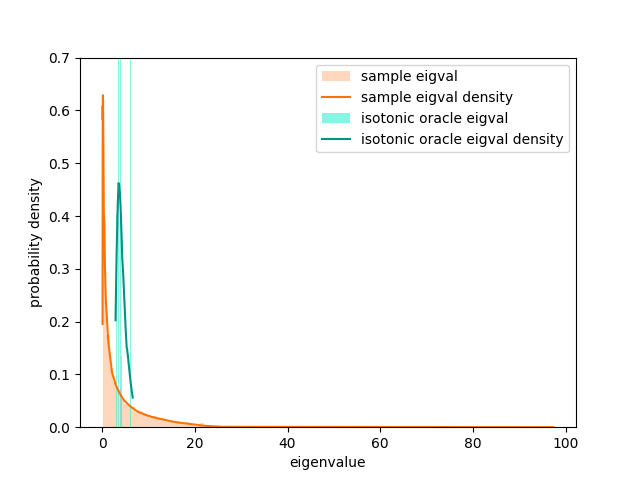 0.7
0.6
0.5
0.4
0.3
0.2
0.1
0.0
probability density
sample eigval
sample eigval density
isotonic oracle eigval
isotonic oracle eigval density
0 20 40 60 80 100
eigenvalue